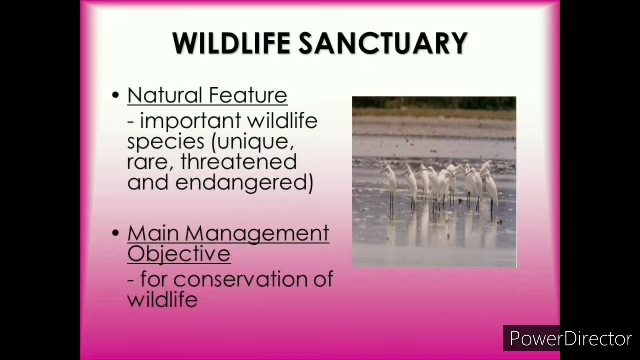 WILDLIFE SANCTUARY
• Natural Feature
- important wildlife
species (unique,
rare, threatened
and endangered)
• Main Management
Objective
- for conservation of
wildlife
PowerDirector